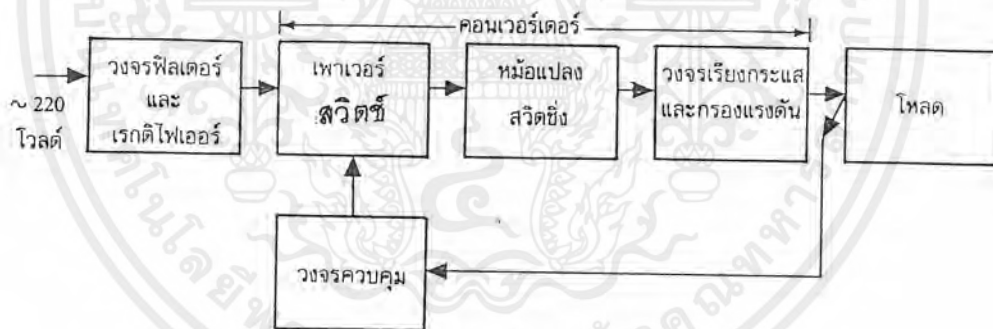 คอนเวอร์เตอร์
~ 220
โวลต์
วงจรฟิลเตอร์
และ
เรกติไฟเออร์
เพาเวอร์
สวิตช์
หม้อแปลง
สวิตชิ่ง
วงจรเรียงกระแส
และกรองแรงดัน
โหลด
วงจรควบคุม